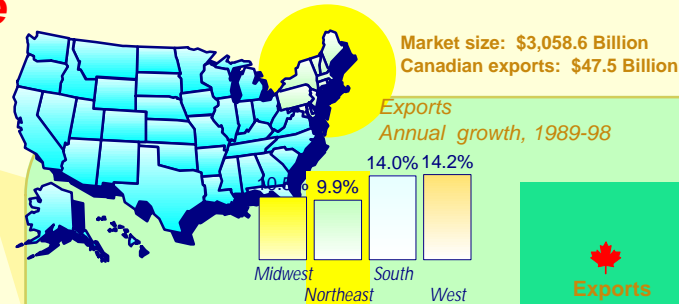 Market size: $3,058.6 Billion
Canadian exports: $47.5 Billion
Exports
Annual growth, 1989-98
9.9%
14.0%
14.2%
Midwest
Northeast
South
West
Exports